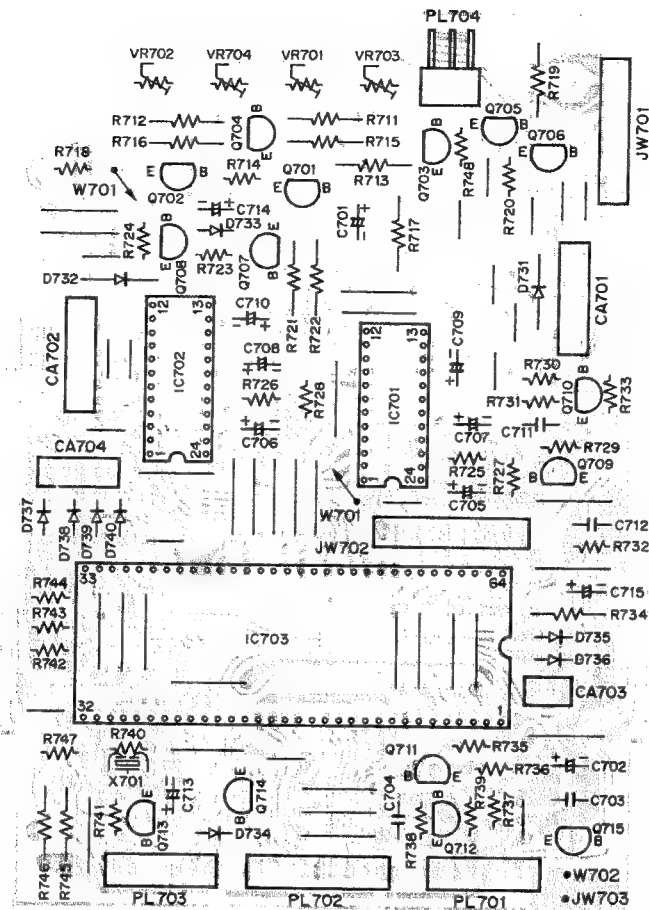 PL704
VR702 VR704 VR701 VR703
R719
JW701
R712 Q704 B E R711 Q705 E B
R716 R715 Q706 E B
R718 R714 Q701 E B R713 Q703 B E R748
W701 E B Q702 R720
C714 D733 C701 R717
R724 B E Q708 R723 Q707 E B
D732 D731 CA701
12 13 C710 R721 R722 12 13 C709
CA702 IC702 C708 R726 R728 IC701
R730 B Q710 E R733
R731
C706 C707 C711
1 24 R725 R727 R729
CA704 1 24 C705 B E Q709
D737 D738 D739 D740 W701
JW702 C712
R732
33 64
R744 C715
R743 IC703 R734
R742 D735
D736
32 1 CA703
R747 R740 Q711 B E R735
X701 R736 C702
R741 E B Q713 C713 E B Q714 C704 R738 B E Q712 R739 R737 C703
D734 E B Q715
R746 R745
PL703 PL702 PL701 W702
JW703